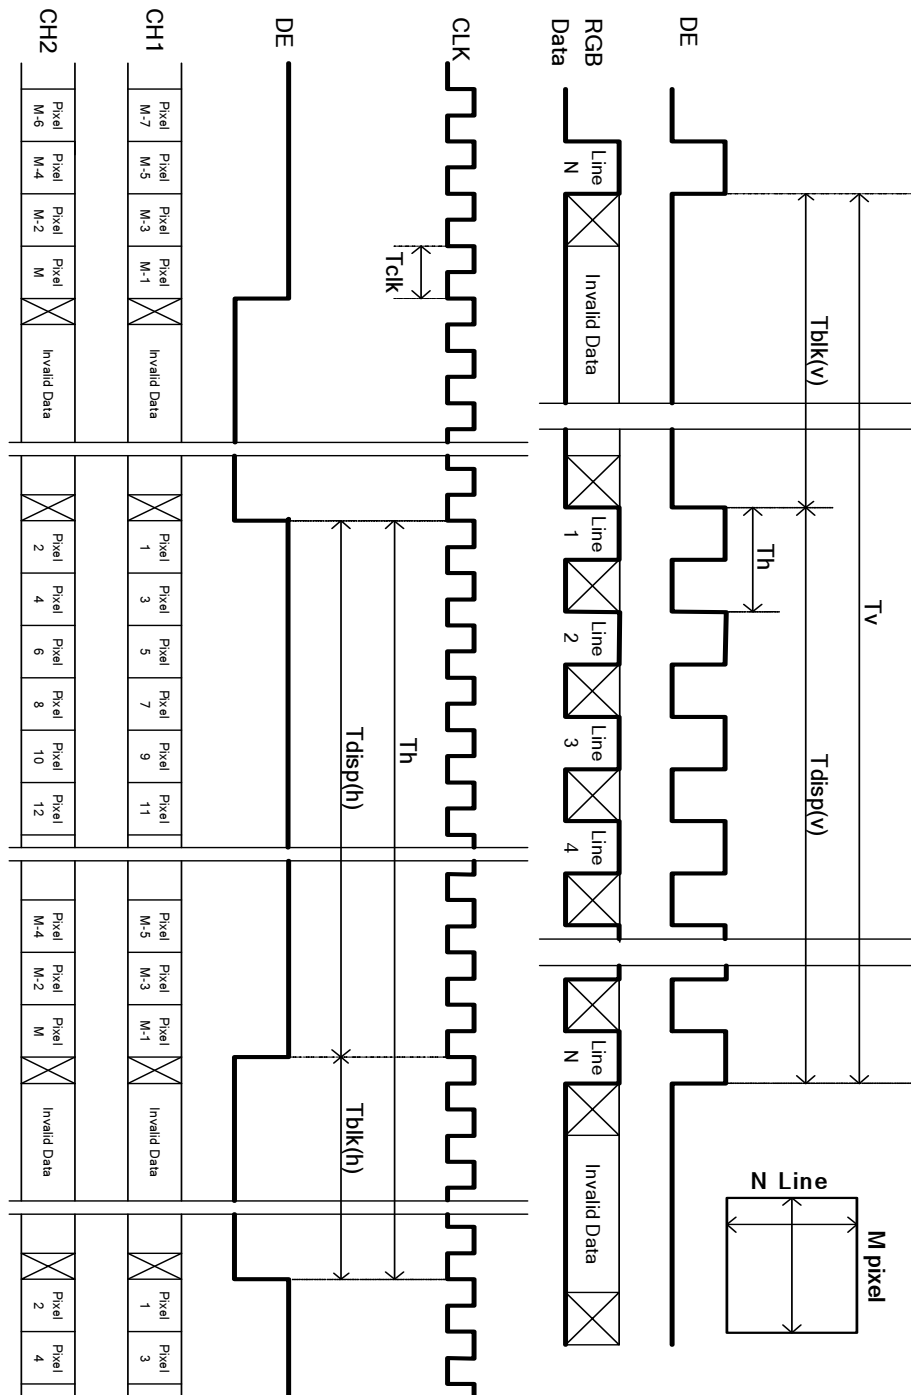 Tv
M pixel
Tblk(v)
Tdisp(v)
N Line
Th
DE
RGB
Data
Line
N
Invalid Data
Line
1
Line
2
Line
3
Line
4
Line
N
Invalid Data
CLK
Tclk
Th
Tdisp(h)
Tblk(h)
DE
CH1
Pixel
M-7
Pixel
M-5
Pixel
M-3
Pixel
M-1
Invalid Data
Pixel
1
Pixel
3
Pixel
5
Pixel
7
Pixel
9
Pixel
11
Pixel
M-5
Pixel
M-3
Pixel
M-1
Invalid Data
Pixel
1
Pixel
3
CH2
Pixel
M-6
Pixel
M-4
Pixel
M-2
Pixel
M
Invalid Data
Pixel
2
Pixel
4
Pixel
6
Pixel
8
Pixel
10
Pixel
12
Pixel
M-4
Pixel
M-2
Pixel
M
Invalid Data
Pixel
2
Pixel
4